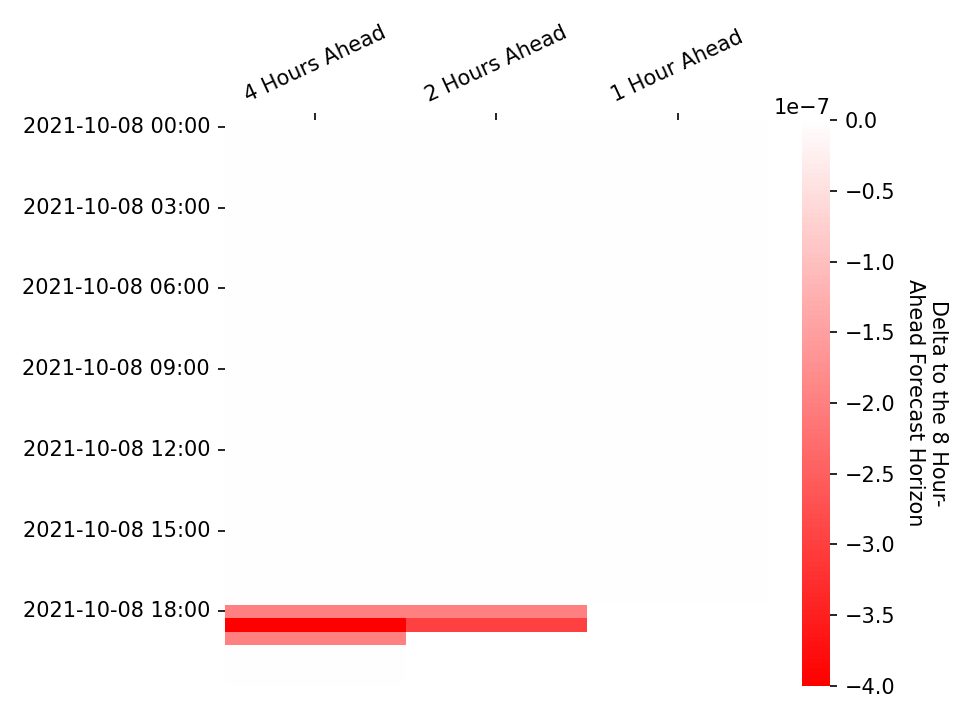 4 Hours Ahead
2 Hours Ahead
1 Hour Ahead
1e−7
2021-10-08 00:00
2021-10-08 03:00
2021-10-08 06:00
2021-10-08 09:00
2021-10-08 12:00
2021-10-08 15:00
2021-10-08 18:00
0.0
−0.5
−1.0
−1.5
−2.0
−2.5
−3.0
−3.5
−4.0
Delta to the 8 Hour-
Ahead Forecast Horizon